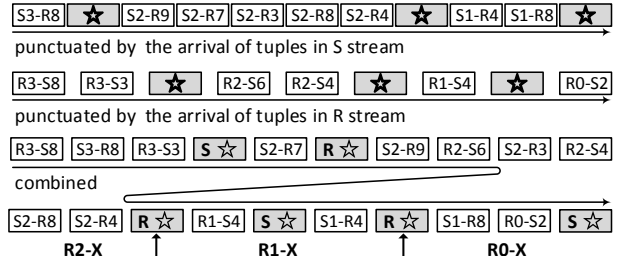 S3-R8 ☆ S2-R9 S2-R7 S2-R3 S2-R8 S2-R4 ☆ S1-R4 S1-R8 ☆
punctuated by the arrival of tuples in S stream
R3-S8 R3-S3 ☆ R2-S6 R2-S4 ☆ R1-S4 ☆ R0-S2
punctuated by the arrival of tuples in R stream
R3-S8 S3-R8 R3-S3 S ☆ S2-R7 R ☆ S2-R9 R2-S6 S2-R3 R2-S4
combined
S2-R8 S2-R4 R ☆ R1-S4 S ☆ S1-R4 R ☆ S1-R8 R0-S2 S ☆
R2-X R1-X R0-X